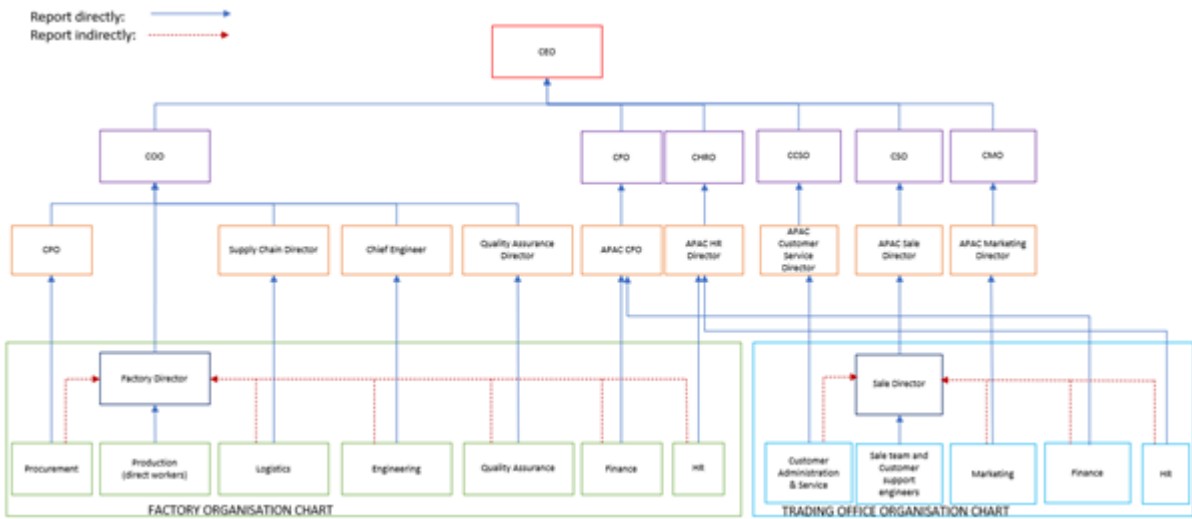 Report directly:
Report indirectly:
CEO
COO
CFO
CHRO
CCSO
CSO
CMO
CPO
Supply Chain Director
Chief Engineer
Quality Assurance
Director
APAC CFO
APAC HR
Director
APAC
Customer
Service
Director
APAC Sale
Director
APAC Marketing
Director
Factory Director
Sale Director
Procurement
Production
(direct workers)
Logistics
Engineering
Quality Assurance
Finance
HR
Customer
Administration
& Service
Sale team and
Customer
support
engineers
Marketing
Finance
HR
FACTORY ORGANISATION CHART
TRADING OFFICE ORGANISATION CHART